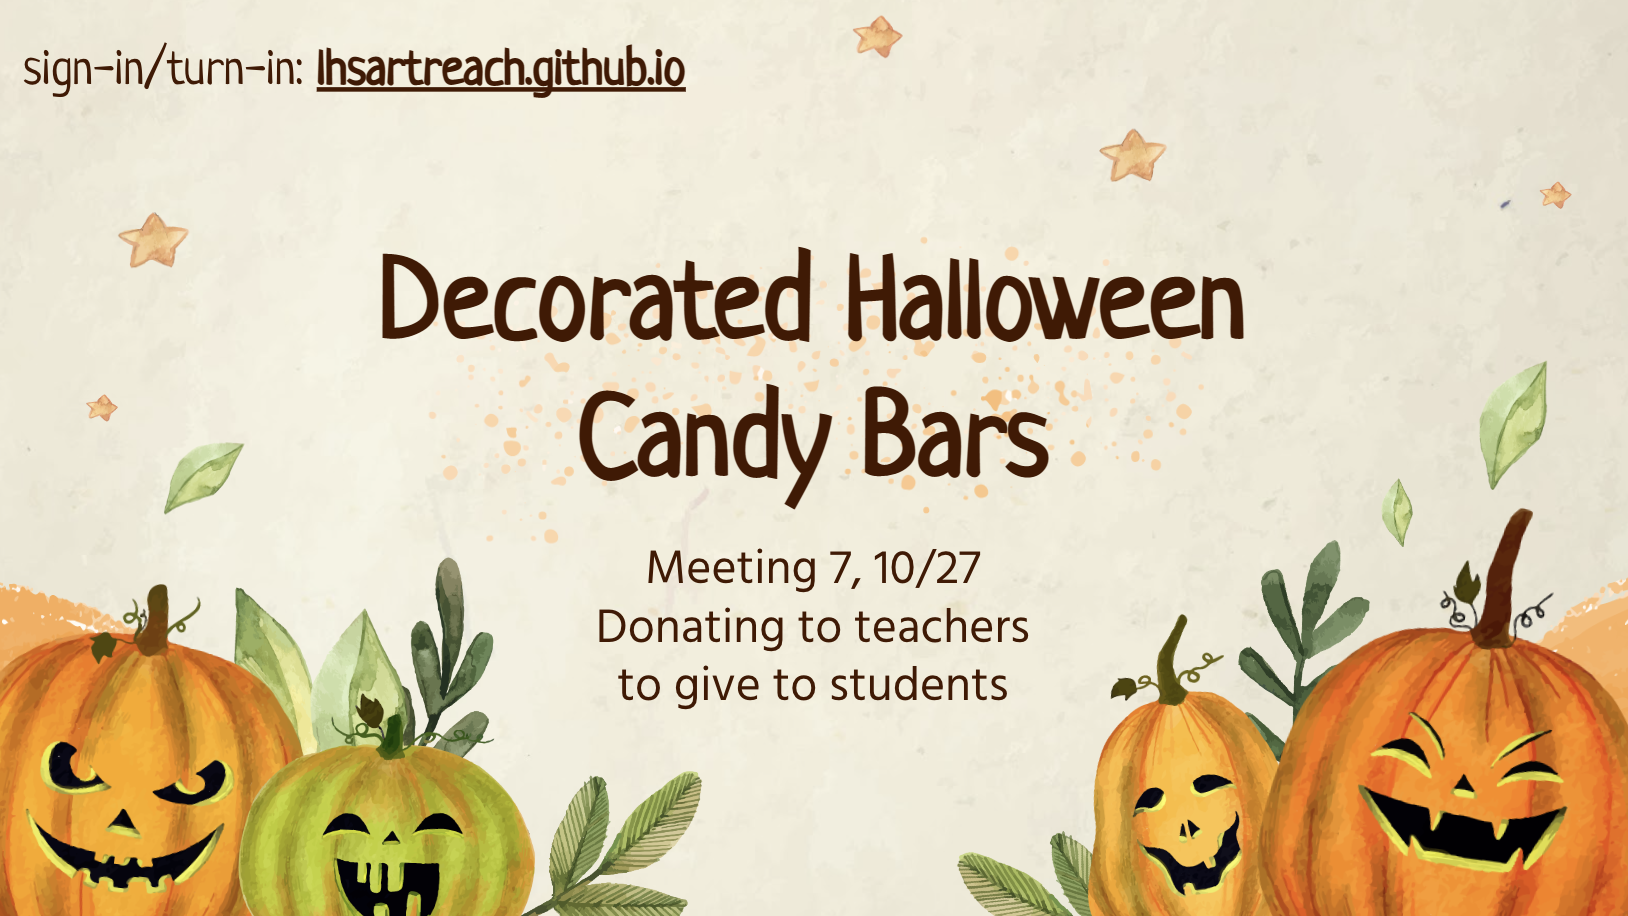 sign-in/turn-in: lhsartreach.github.io
Decorated Halloween
Candy Bars
Meeting 7, 10/27
Donating to teachers
to give to students